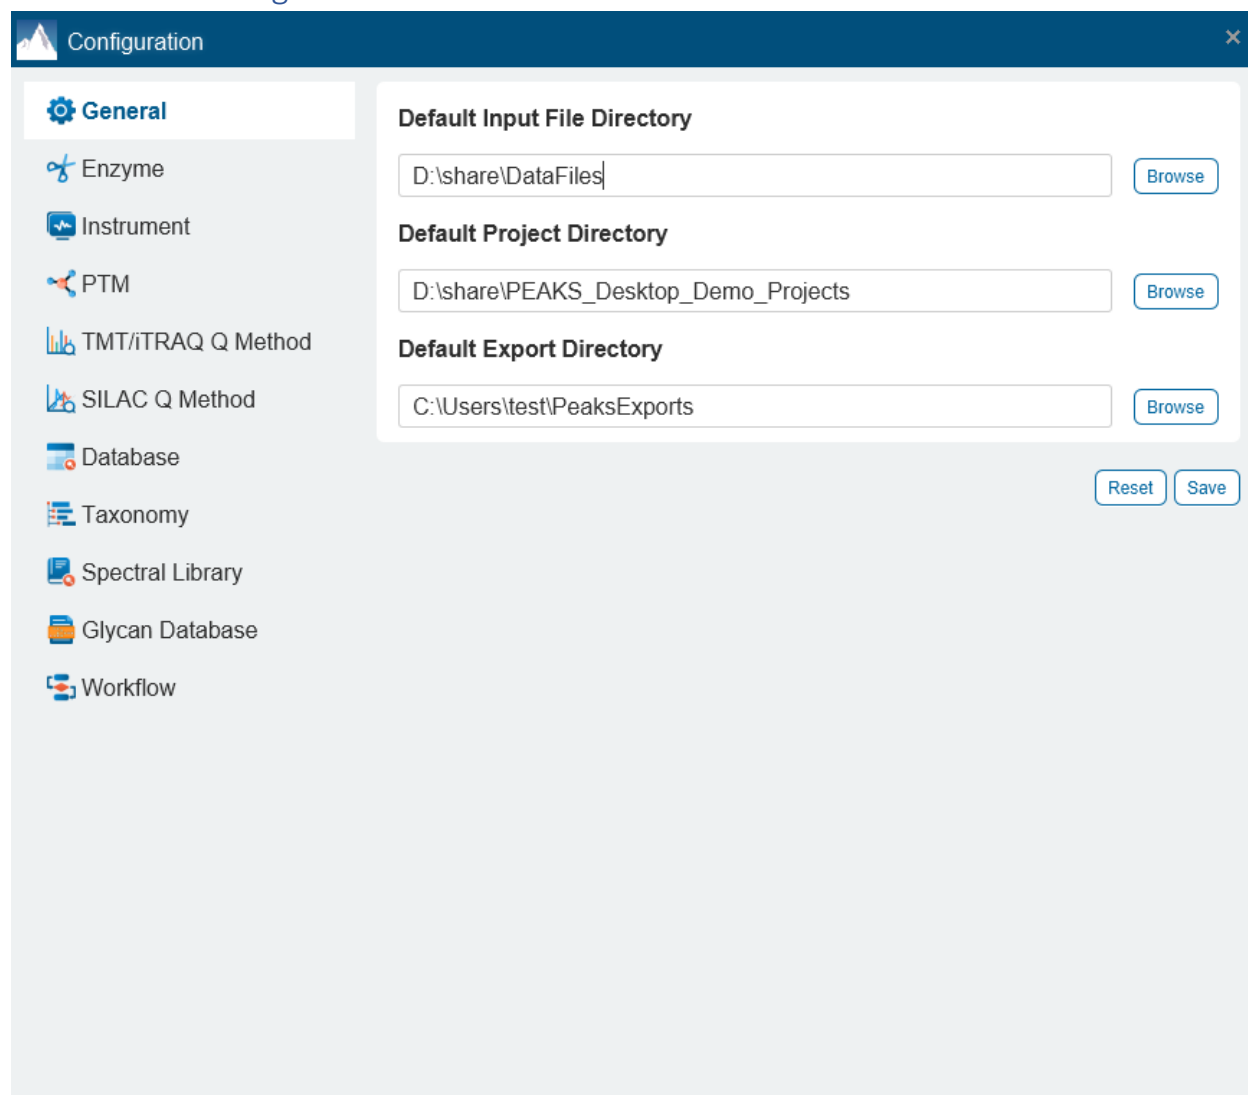 Configuration
General
Enzyme
Instrument
PTM
TMT/iTRAQ Q Method
SILAC Q Method
Database
Taxonomy
Spectral Library
Glycan Database
Workflow
Default Input File Directory
D:\share\DataFiles
Browse
Default Project Directory
D:\share\PEAKS_Desktop_Demo_Projects
Browse
Default Export Directory
C:\Users\test\PeaksExports
Browse
Reset Save